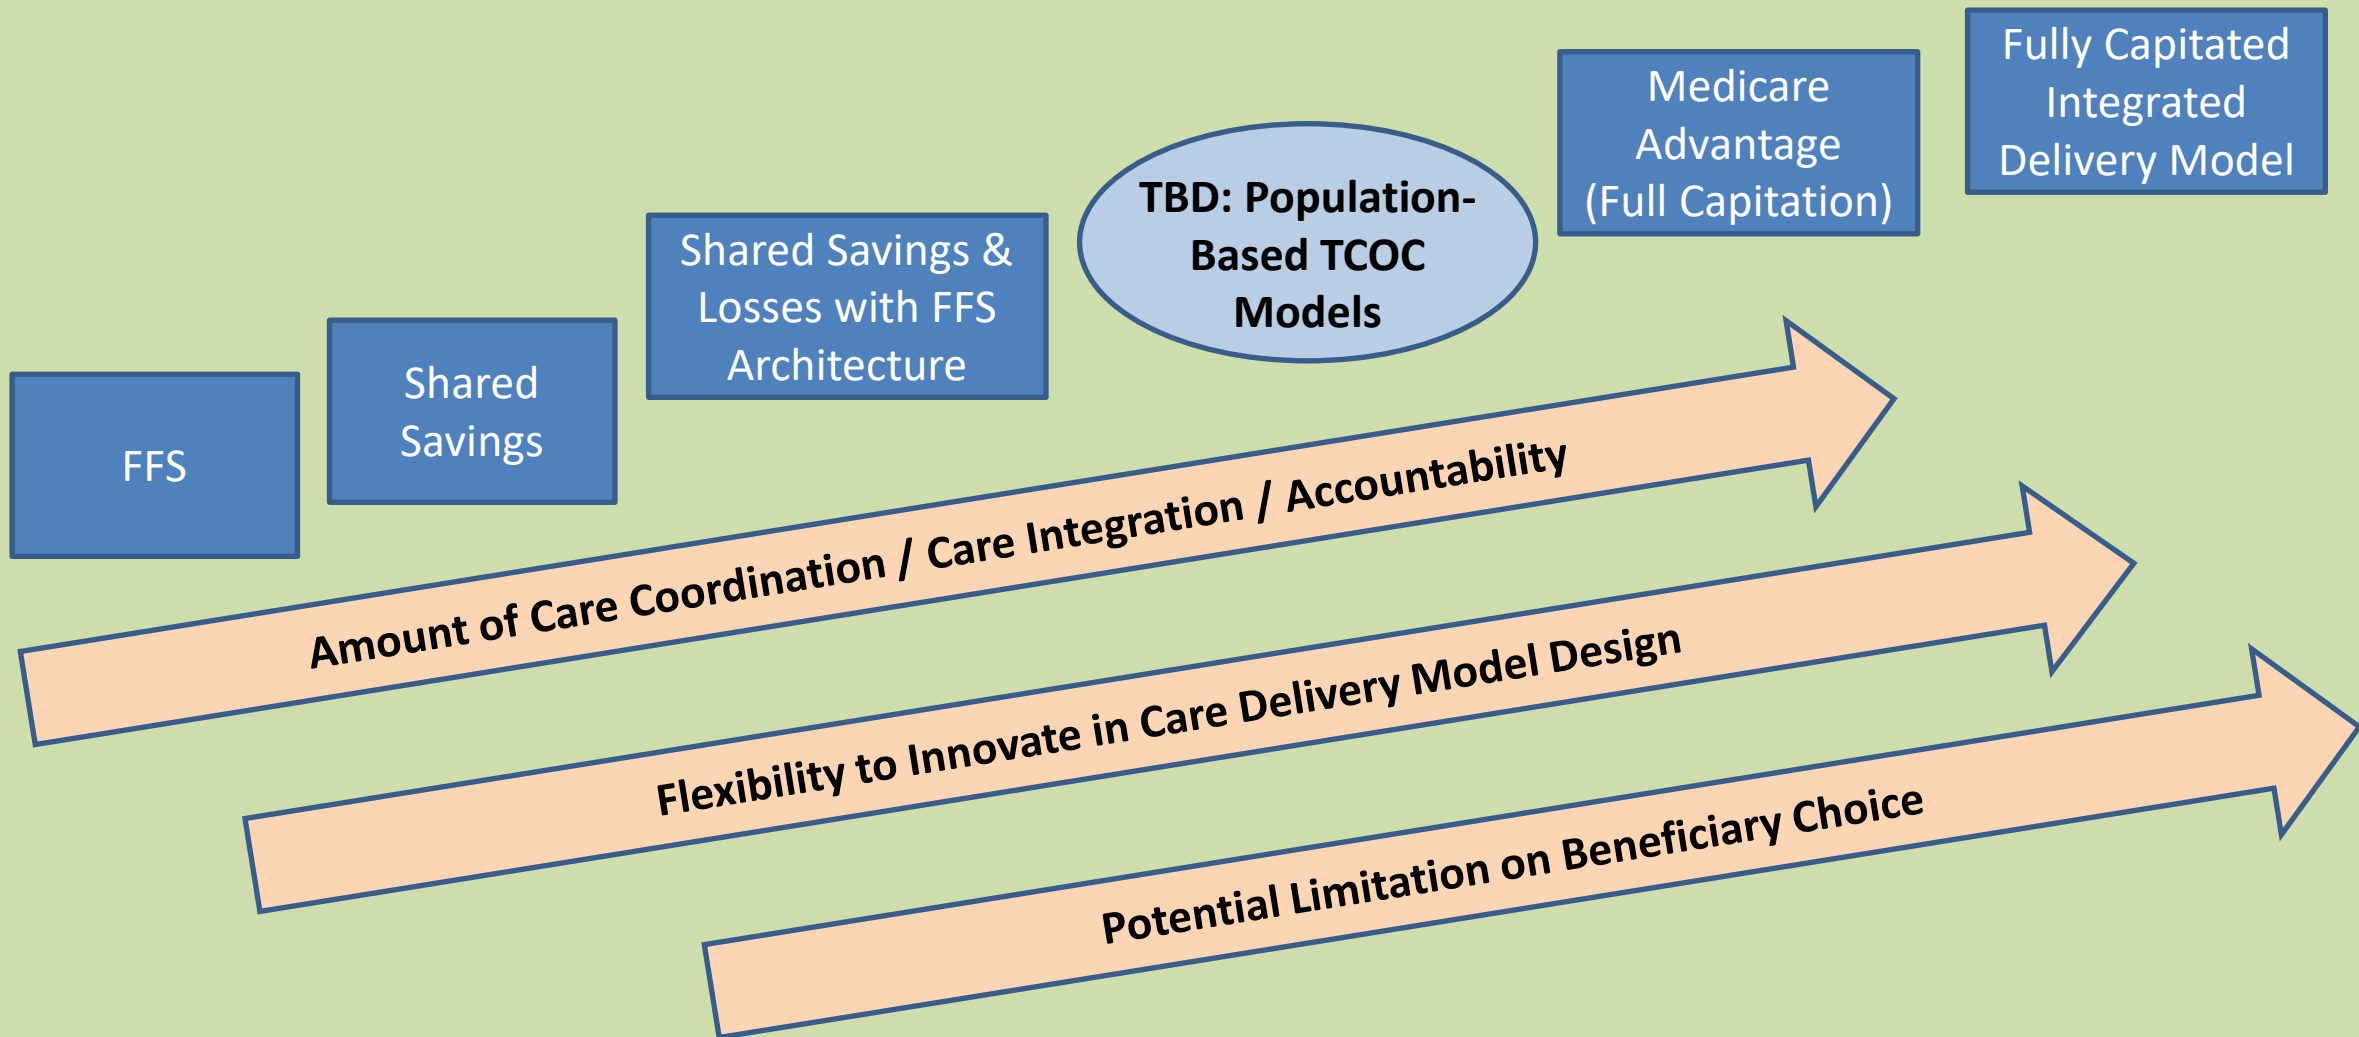 FFS
Shared
Savings
Shared Savings &
Losses with FFS
Architecture
TBD: Population-
Based TCOC
Models
Medicare
Advantage
(Full Capitation)
Fully Capitated
Integrated
Delivery Model
Amount of Care Coordination / Care Integration / Accountability
Flexibility to Innovate in Care Delivery Model Design
Potential Limitation on Beneficiary Choice